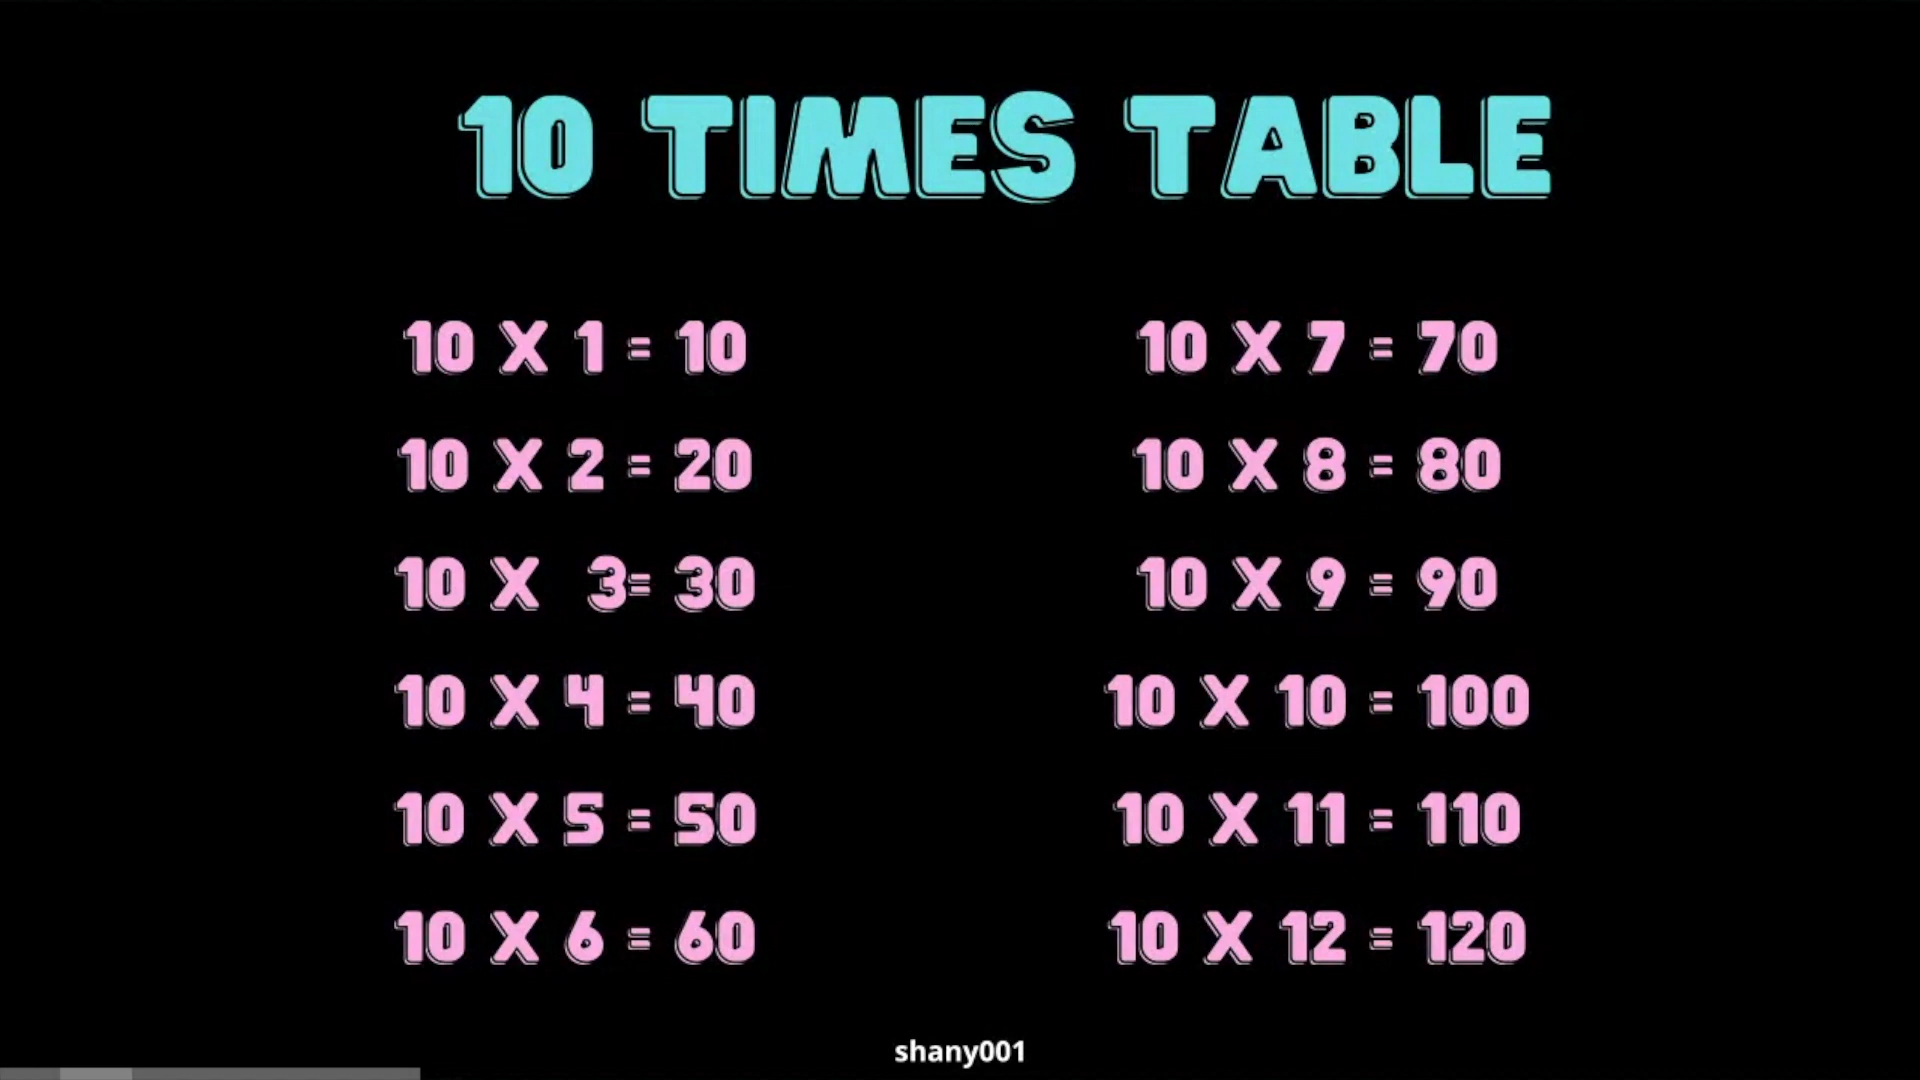 10 TIMES TABLE
10 X 1 = 10
10 X 2 = 20
10 X  3= 30
10 X 4 = 40
10 X 5 = 50
10 X 6 = 60
10 X 7 = 70
10 X 8 = 80
10 X 9 = 90
10 X 10 = 100
10 X 11 = 110
10 X 12 = 120
shany001